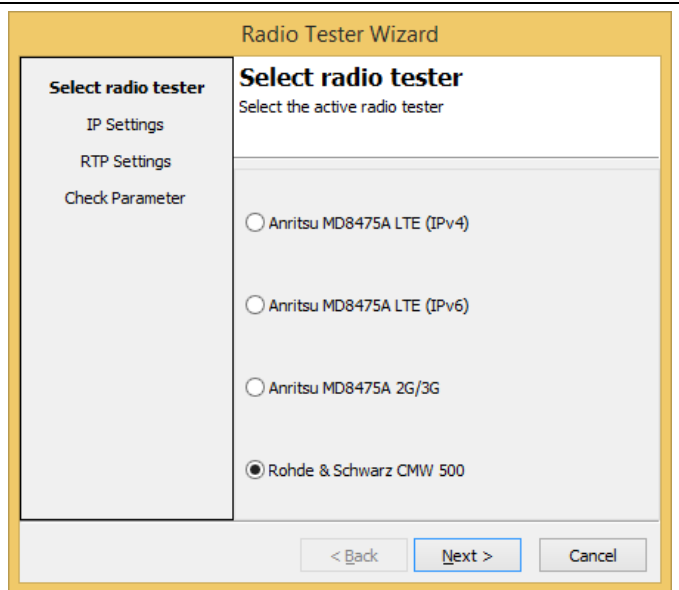 Radio Tester Wizard
Select radio tester
IP Settings
RTP Settings
Check Parameter
Select radio tester
Select the active radio tester
Anritsu MD8475A LTE (IPv4)
Anritsu MD8475A LTE (IPv6)
Anritsu MD8475A 2G/3G
Rohde & Schwarz CMW 500
< Back Next > Cancel